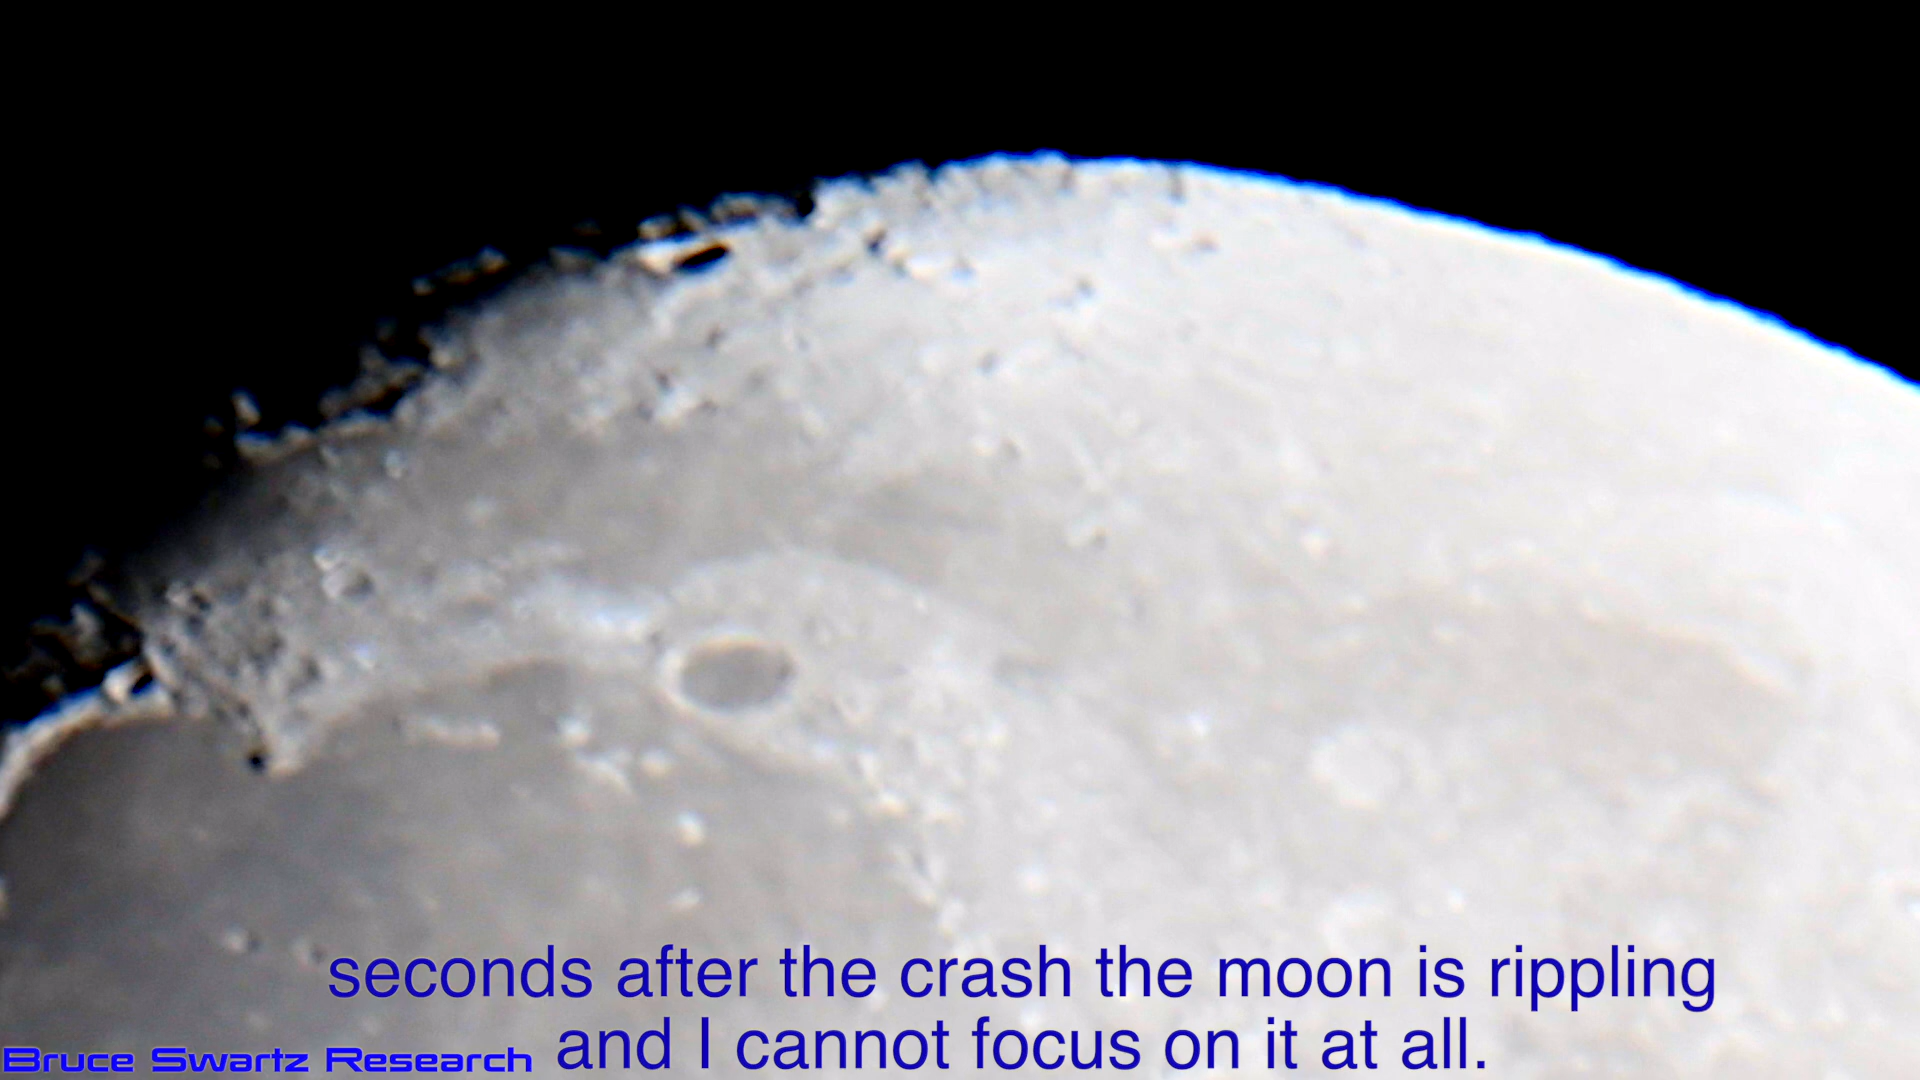 seconds after the crash the moon is rippling
and I cannot focus on it at all.
Bruce Swartz Research